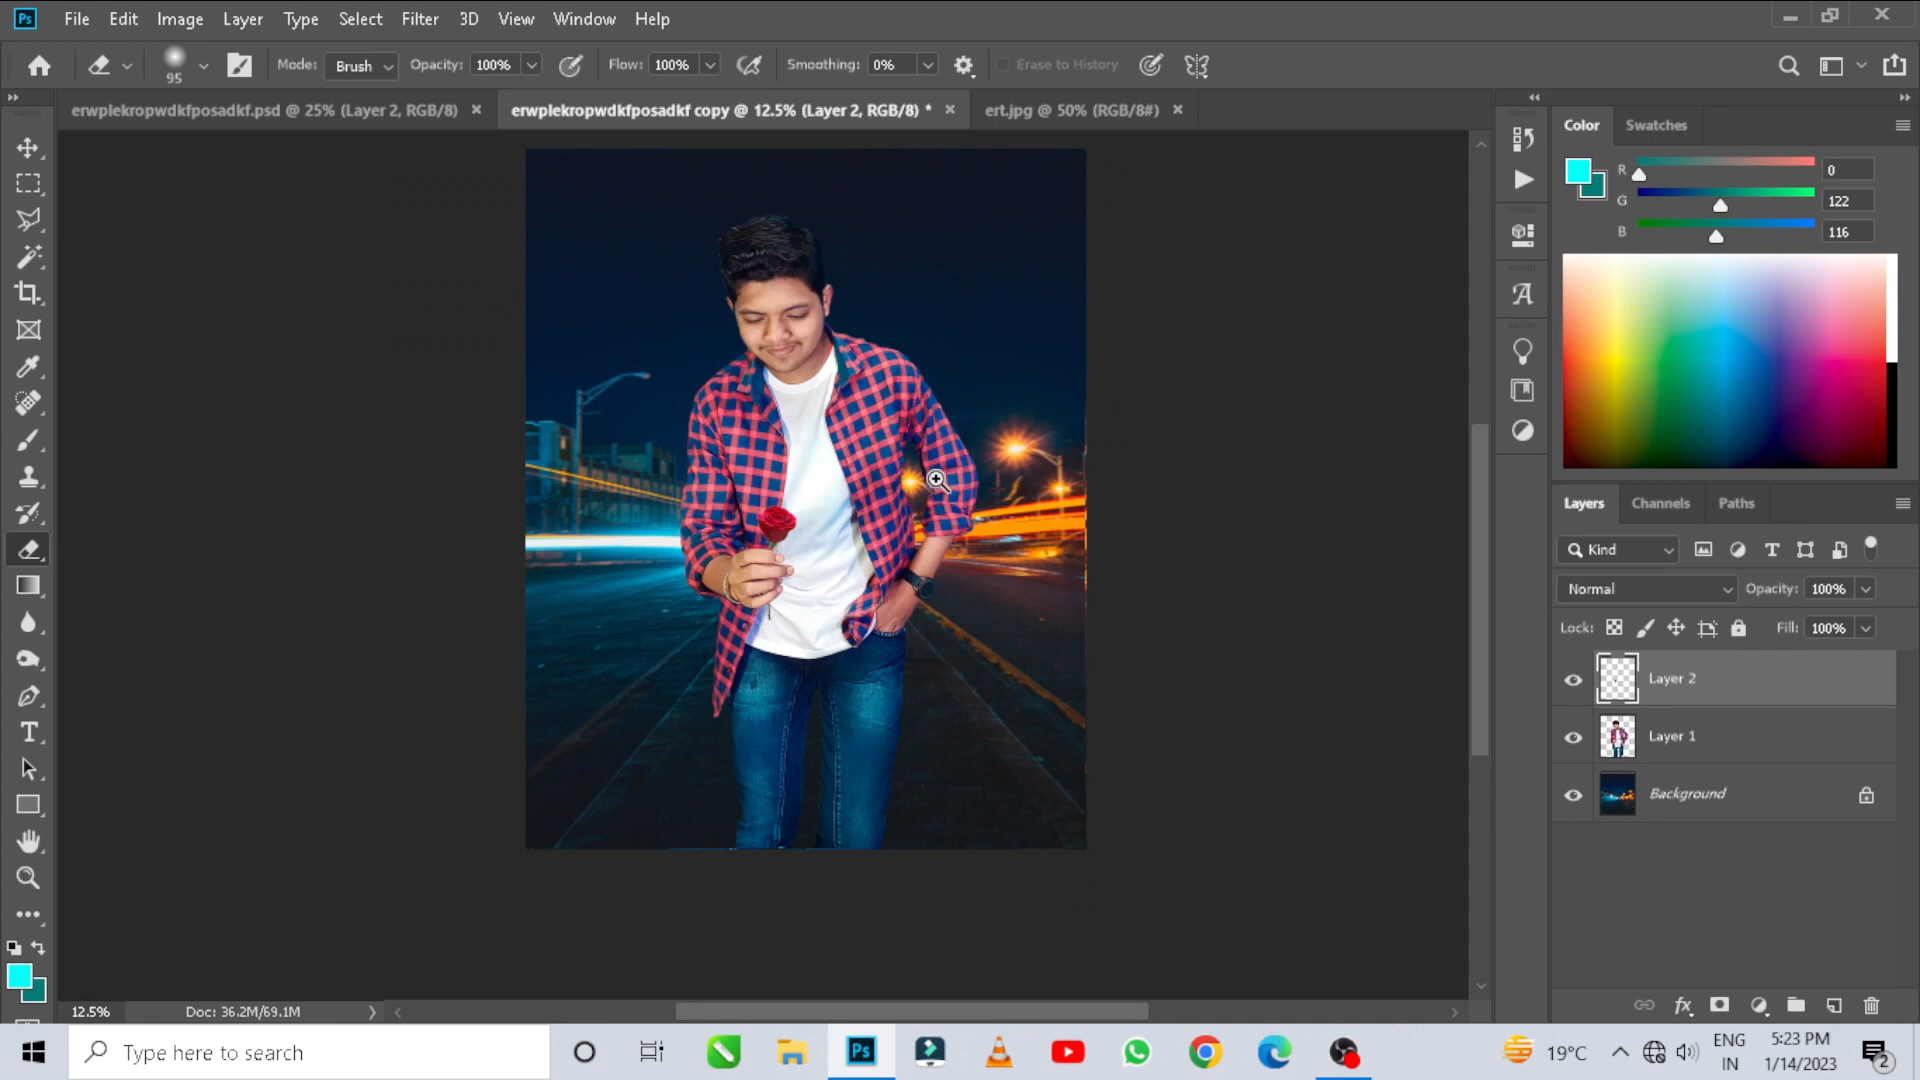 Ps File Edit Image Layer Type Select Filter 3D View Window Help
95 Mode: Brush Opacity: 100% Flow: 100% Smoothing: 0% Erase to History
erwplekropwdkfposadkf.psd @ 25% (Layer 2, RGB/8) erwplekropwdkfposadkf copy @ 12.5% (Layer 2, RGB/8) * ert.jpg @ 50% (RGB/8#)
Color Swatches
R 0
G 122
B 116
Layers Channels Paths
Kind
Normal Opacity: 100%
Lock: Fill: 100%
Layer 2
Layer 1
Background
12.5% Doc: 36.2M/69.1M
Type here to search Ps 19°C ENG IN 5:23 PM 1/14/2023 2